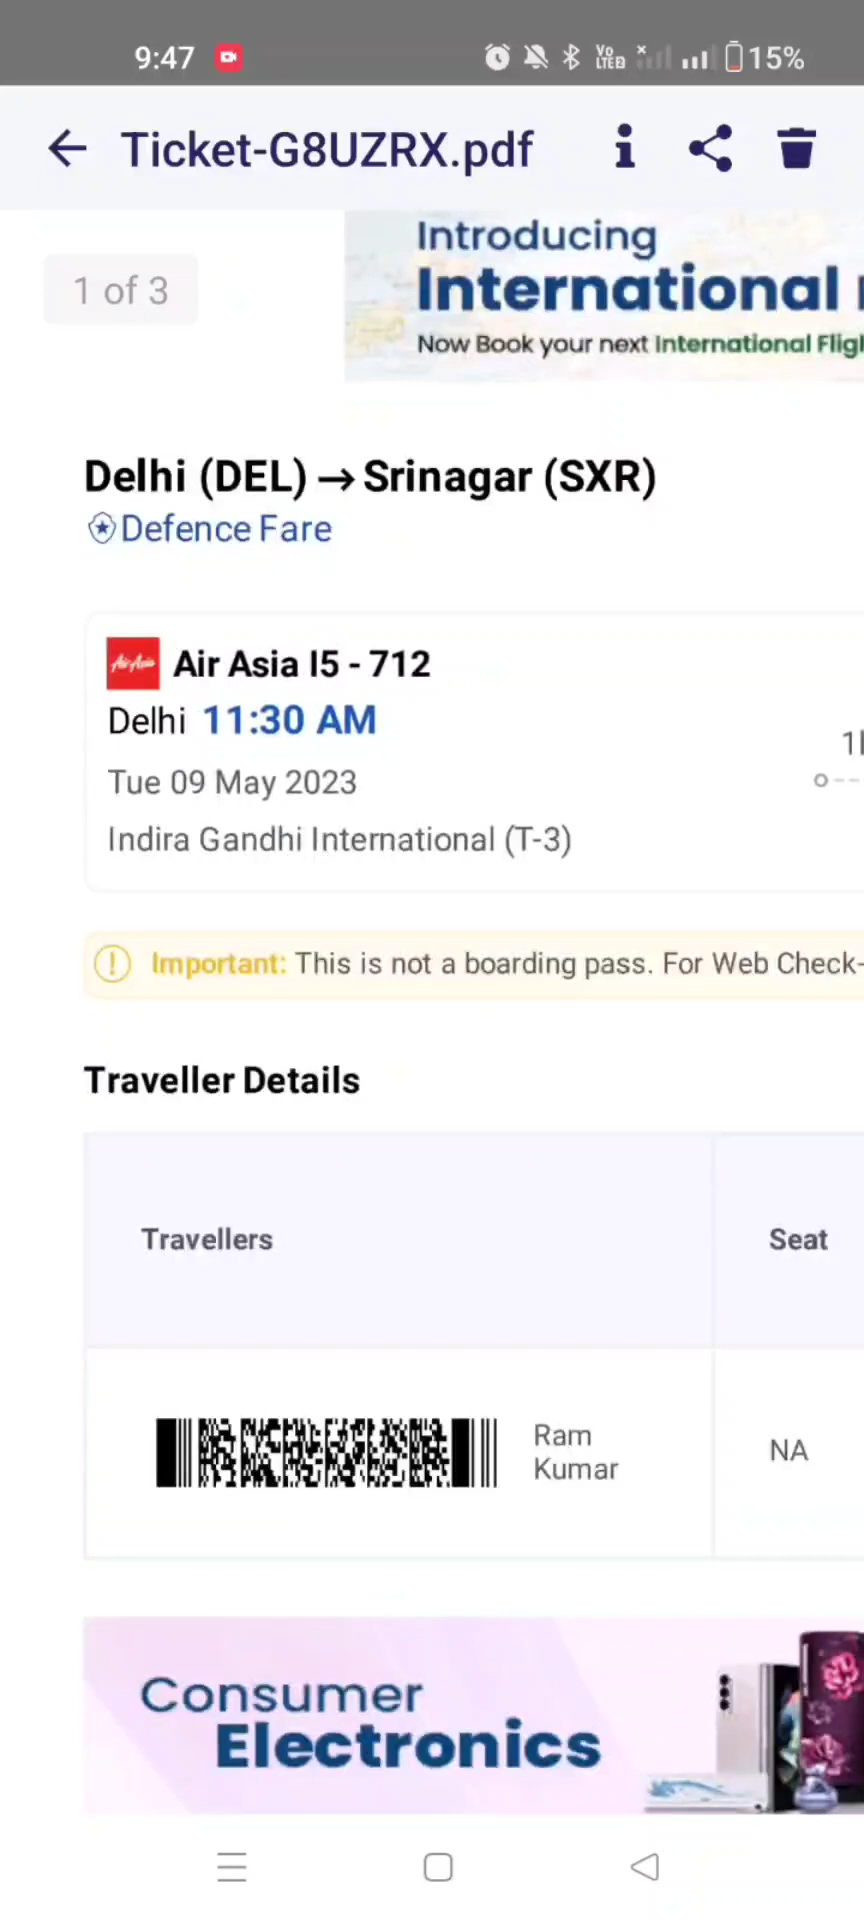 9:47
Vo
LTE2
15%
Ticket-G8UZRX.pdf
1 of 3
Introducing
International
Now Book your next International Fligh
Delhi (DEL) → Srinagar (SXR)
Defence Fare
AirAsia
Air Asia I5 - 712
Delhi 11:30 AM
Tue 09 May 2023
Indira Gandhi International (T-3)
Important: This is not a boarding pass. For Web Check-
Traveller Details
Travellers
Seat
Ram
Kumar
NA
Consumer
Electronics